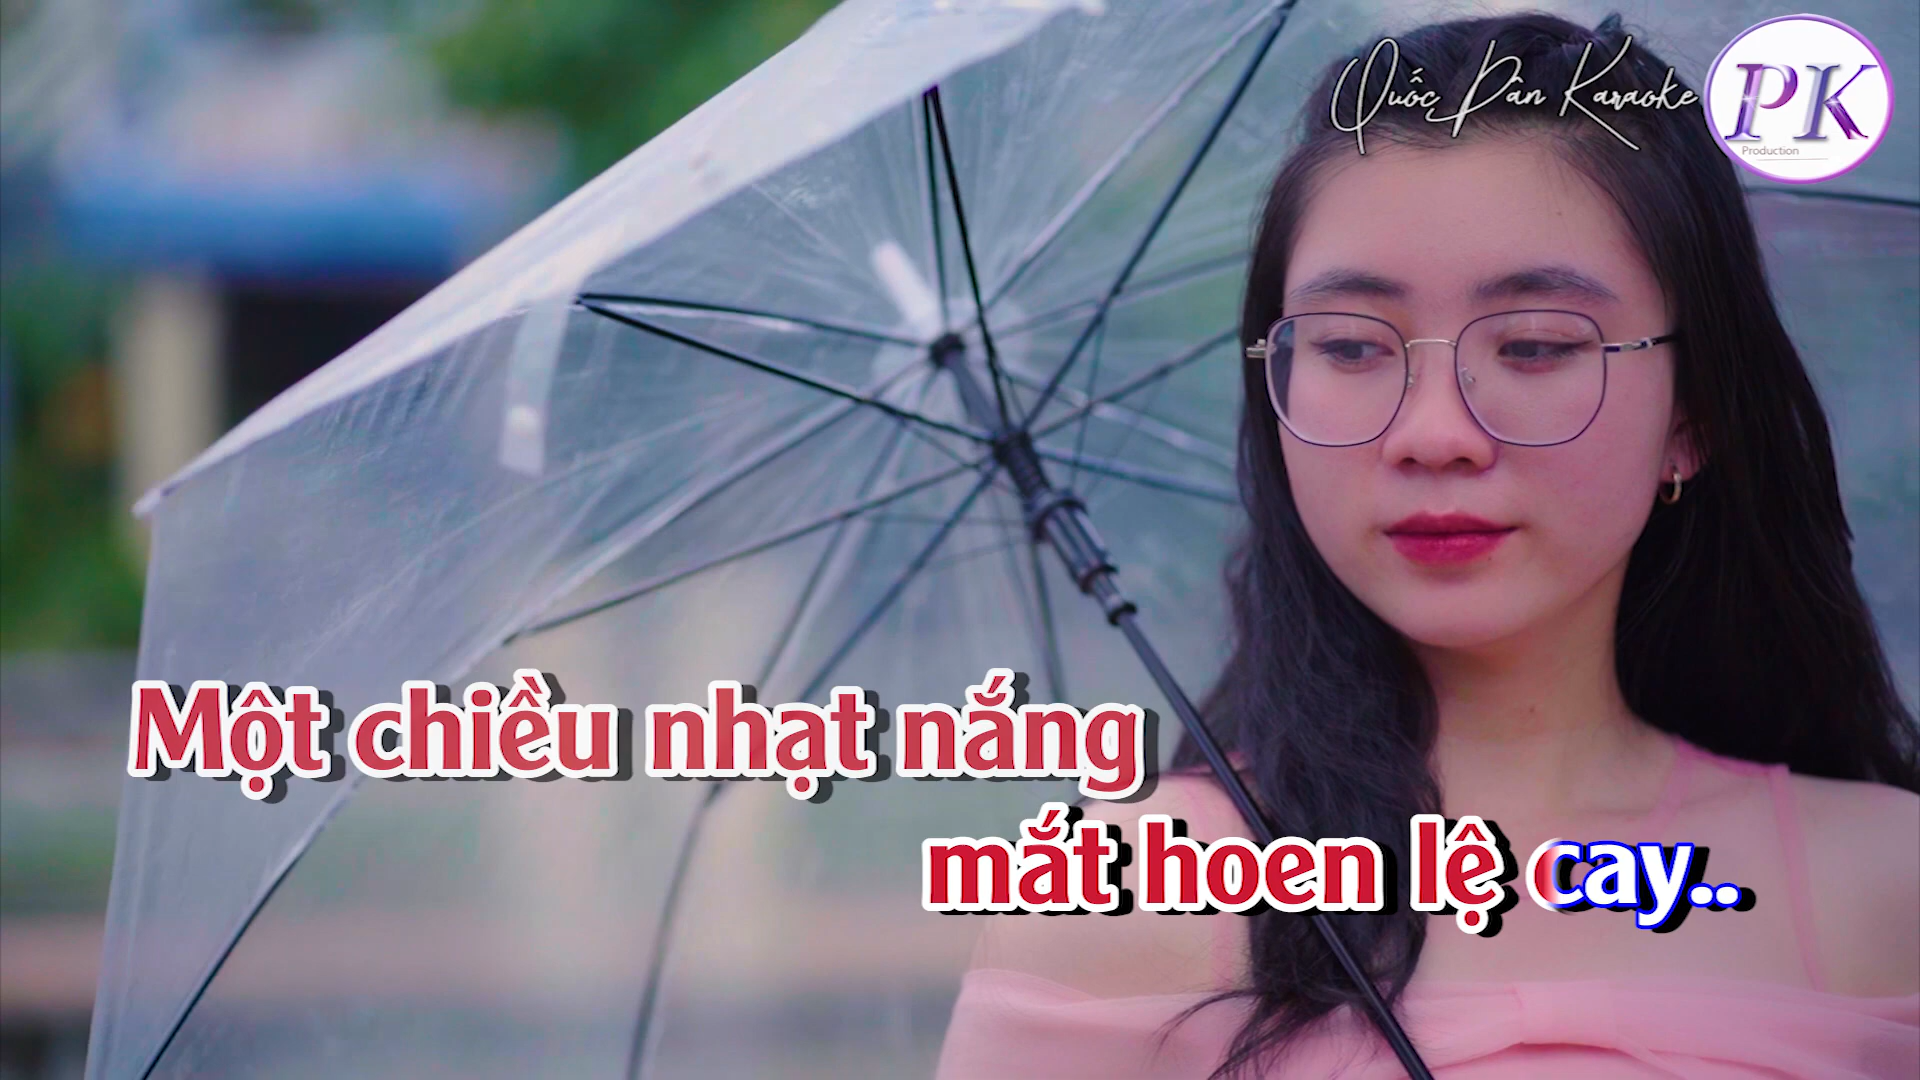 Quốc Dân Karaoke
PK
Production
Một chiều nhạt nắng
mắt hoen lệ cay..